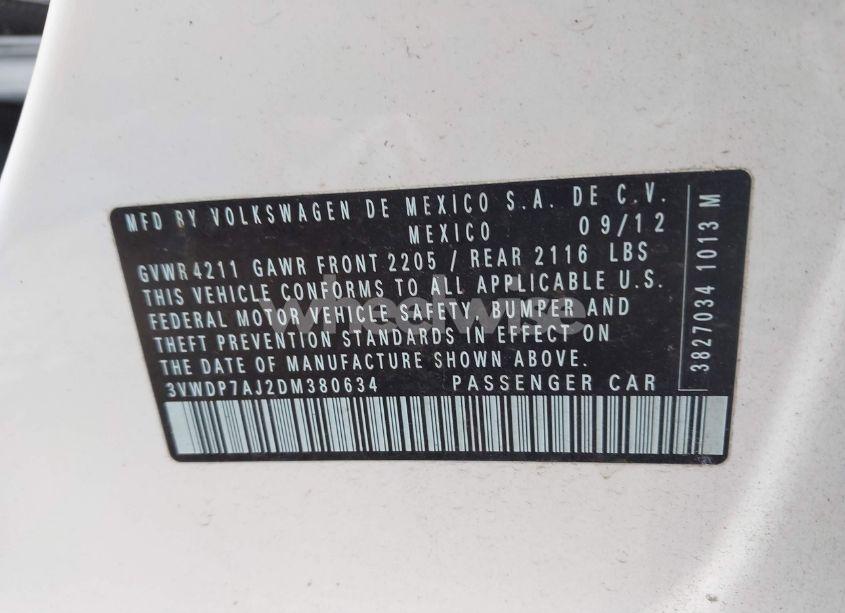 MFD BY VOLKSWAGEN DE MEXICO S.A. DE C.V.
MEXICO 09/12
GVWR 4211 GAWR FRONT 2205 / REAR 2116 LBS
THIS VEHICLE CONFORMS TO ALL APPLICABLE U.S.
FEDERAL MOTOR VEHICLE SAFETY, BUMPER AND
THEFT PREVENTION STANDARDS IN EFFECT ON
THE DATE OF MANUFACTURE SHOWN ABOVE.
3VWDP7AJ2DM380634 PASSENGER CAR
3827034 1013 M
wheelwise